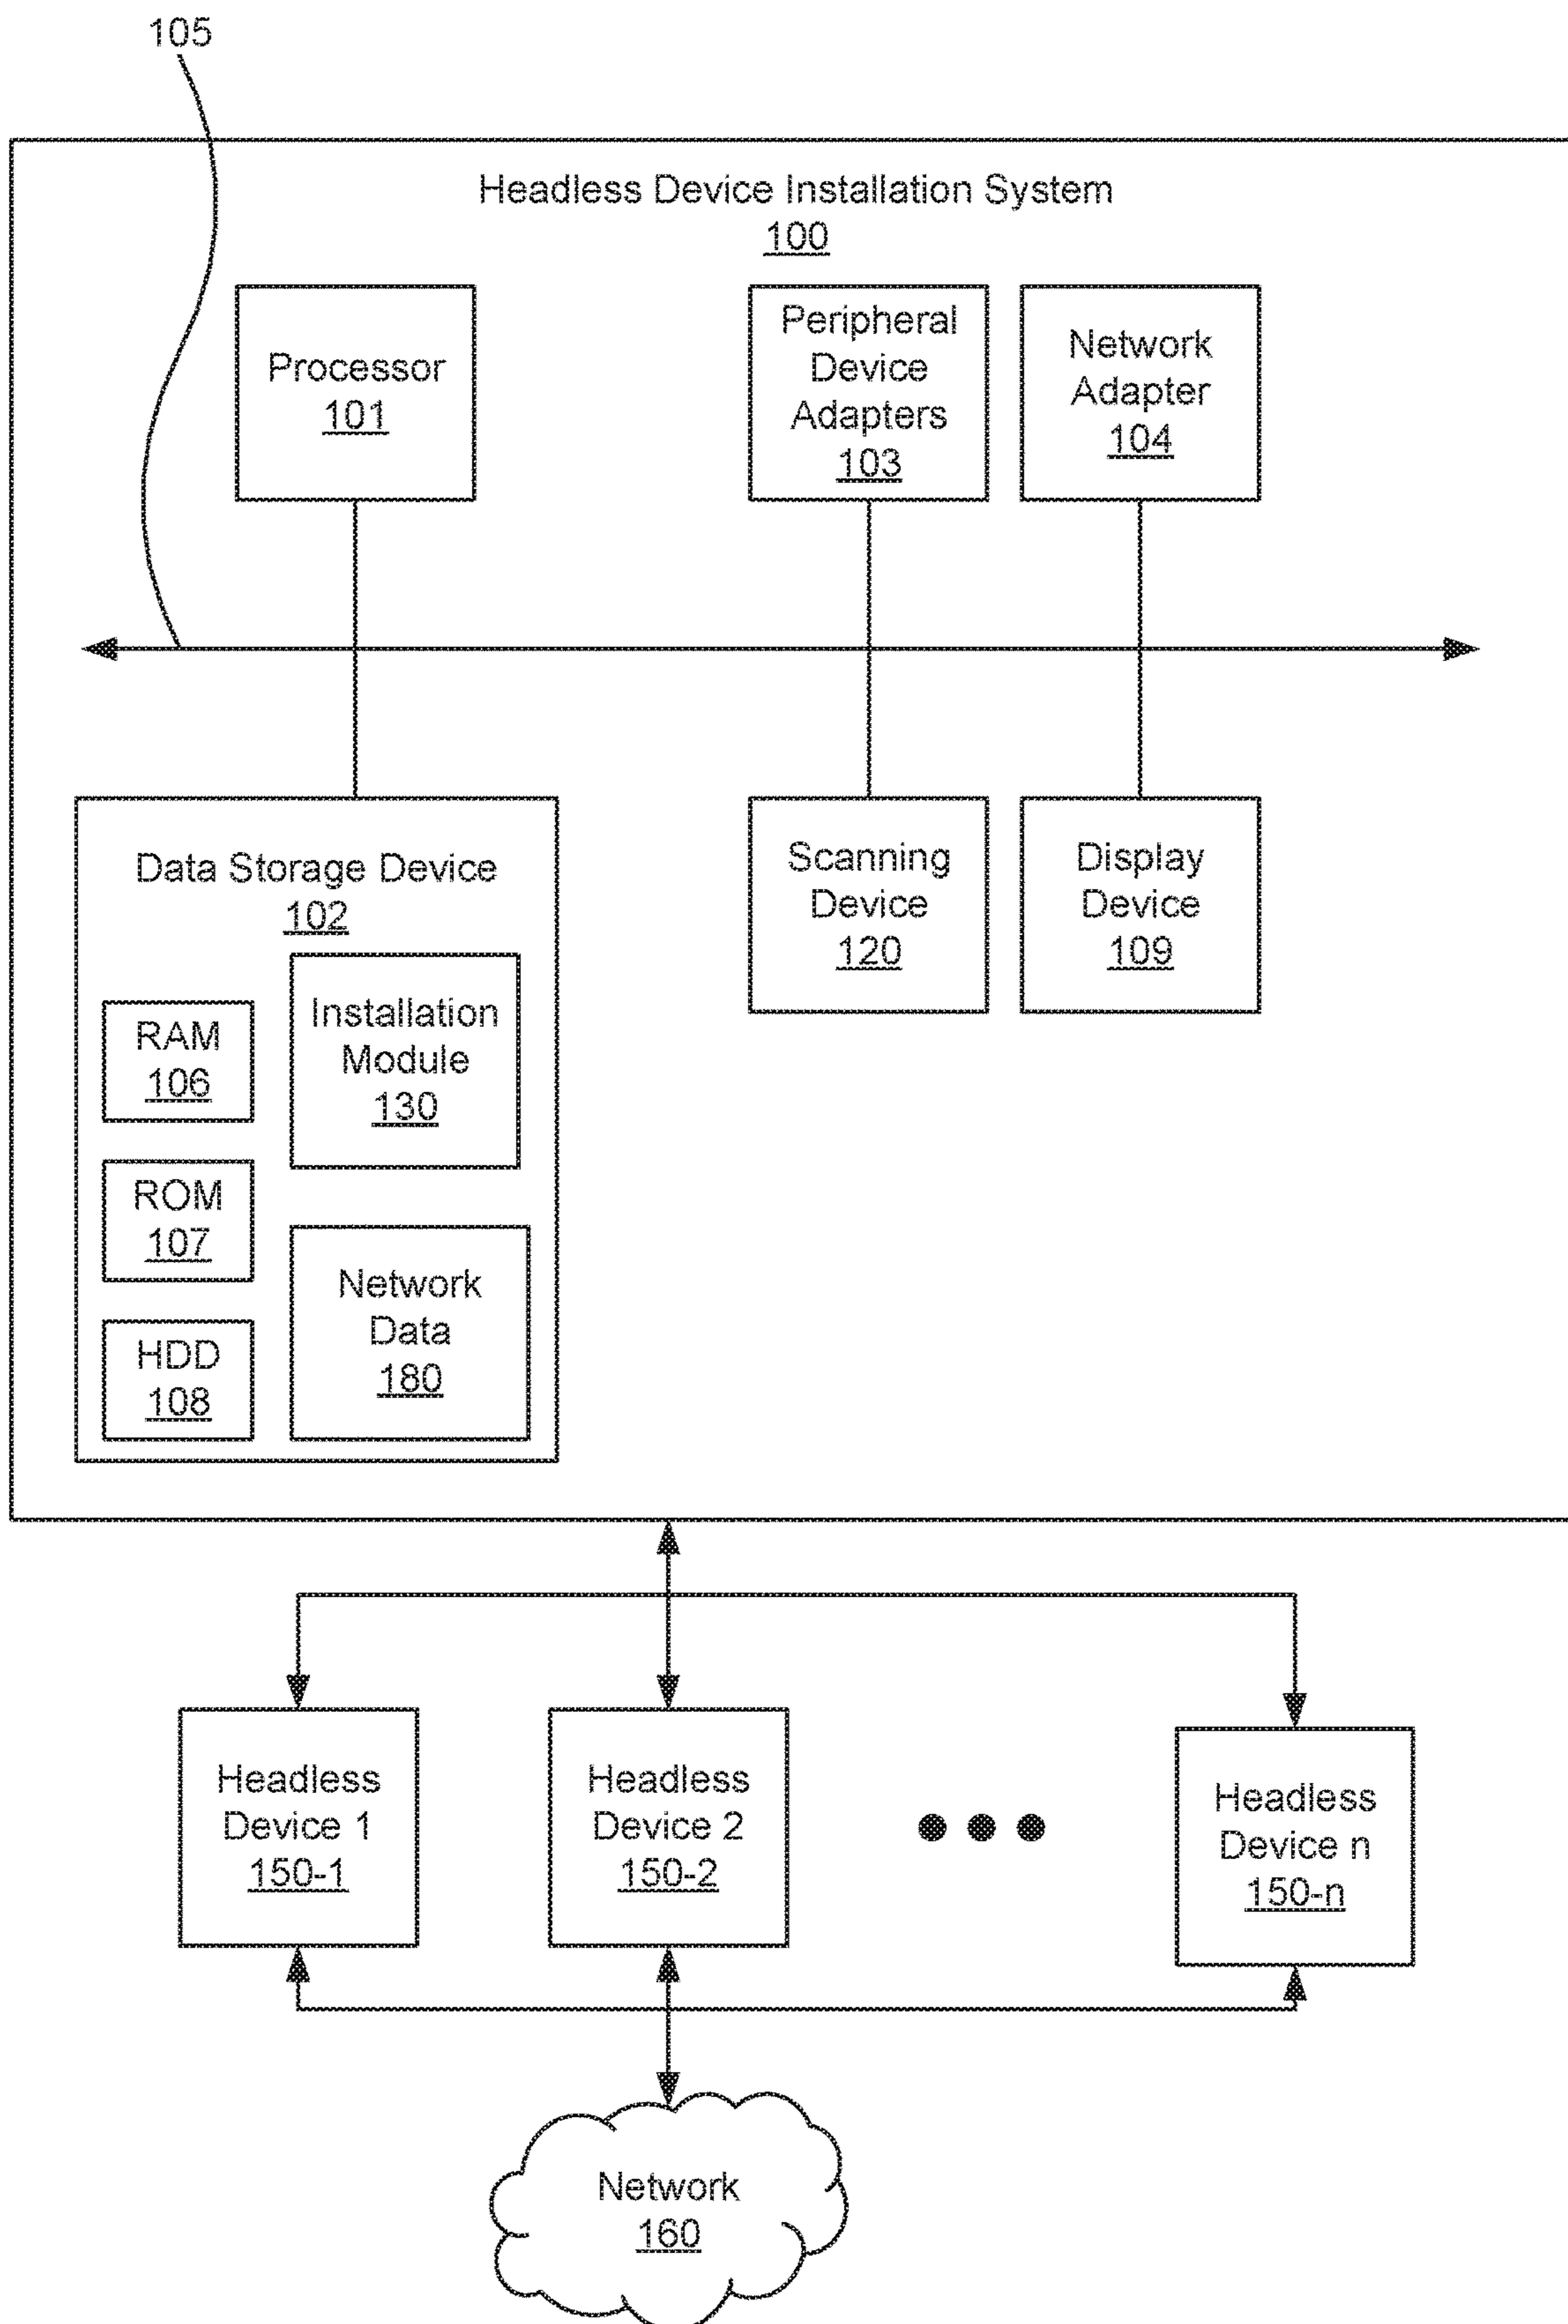 105
Headless Device Installation System
100
Processor
101
Peripheral
Device
Adapters
103
Network
Adapter
104
Data Storage Device
102
RAM
106
ROM
107
HDD
108
Installation
Module
130
Network
Data
180
Scanning
Device
120
Display
Device
109
Headless
Device 1
150-1
Headless
Device 2
150-2
Headless
Device n
150-n
Network
160